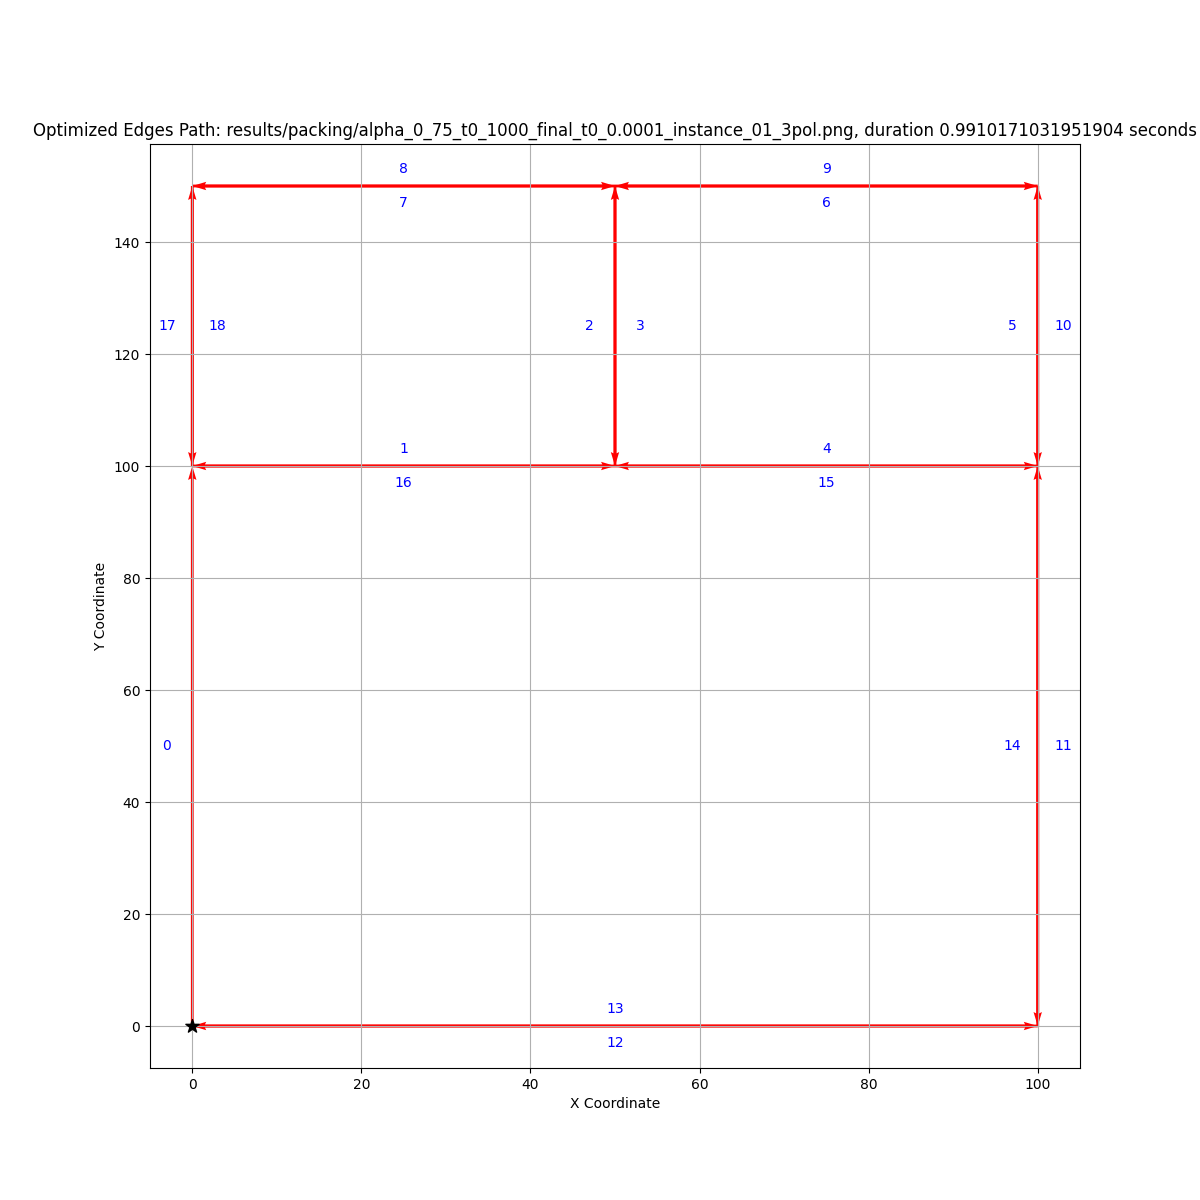 Optimized Edges Path: results/packing/alpha_0_75_t0_1000_final_t0_0.0001_instance_01_3pol.png, duration 0.9910171031951904 seconds
8 9
7 6
140
17 18 2 3 5 10
120
1 4
100
16 15
80
Y Coordinate
60
0 14 11
40
20
13
0
12
0 20 40 60 80 100
X Coordinate